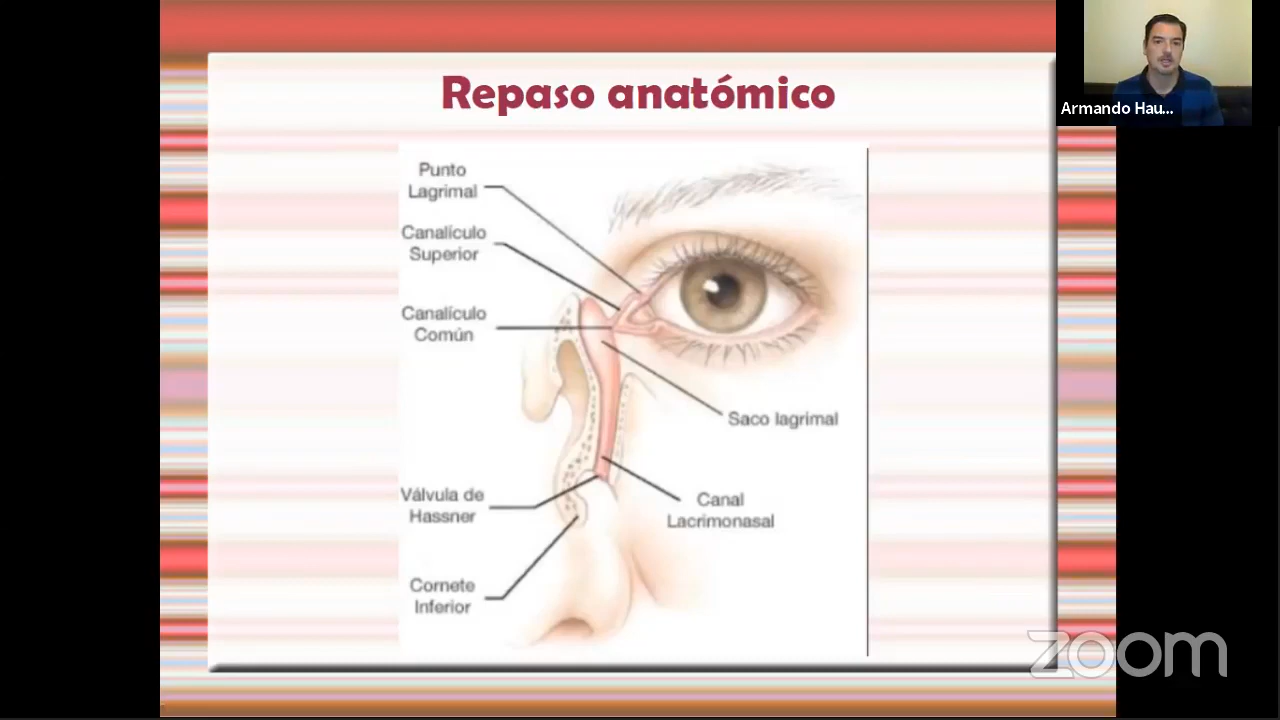 Repaso anatómico
Armando Hau...
Punto
Lagrimal
Canalículo
Superior
Canalículo
Común
Saco lagrimal
Válvula de
Hassner
Canal
Lacrimonasal
Cornete
Inferior
zoom